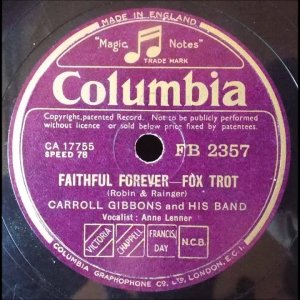 MADE IN ENGLAND
"Magic Notes"
TRADE MARK
Columbia
Copyright, patented Record. Not to be publicly performed
without licence or sold below price fixed by patentees.
CA 17755
SPEED 78
FB 2357
FAITHFUL FOREVER—FOX TROT
(Robin & Rainger)
CARROLL GIBBONS and HIS BAND
Vocalist: Anne Lenner
VICTORIA
CHAPPELL
FRANCIS, DAY
N.C.B.
COLUMBIA GRAPHOPHONE Co. Ltd., LONDON, E.C.1.